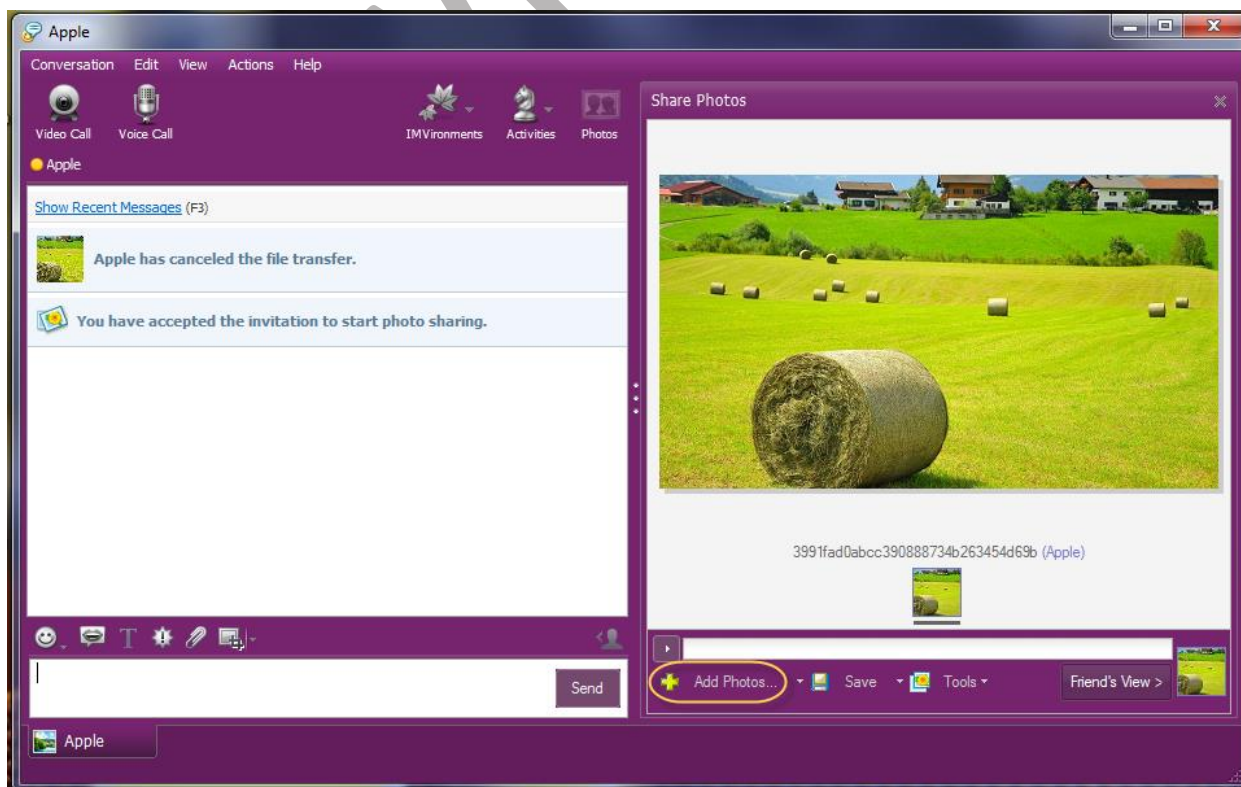 Apple
Conversation Edit View Actions Help
Video Call Voice Call IMVironments Activities Photos
Apple
Show Recent Messages (F3)
Apple has canceled the file transfer.
You have accepted the invitation to start photo sharing.
Send
Apple
Share Photos
3991fad0abcc390888734b263454d69b (Apple)
Add Photos... Save Tools Friend's View >